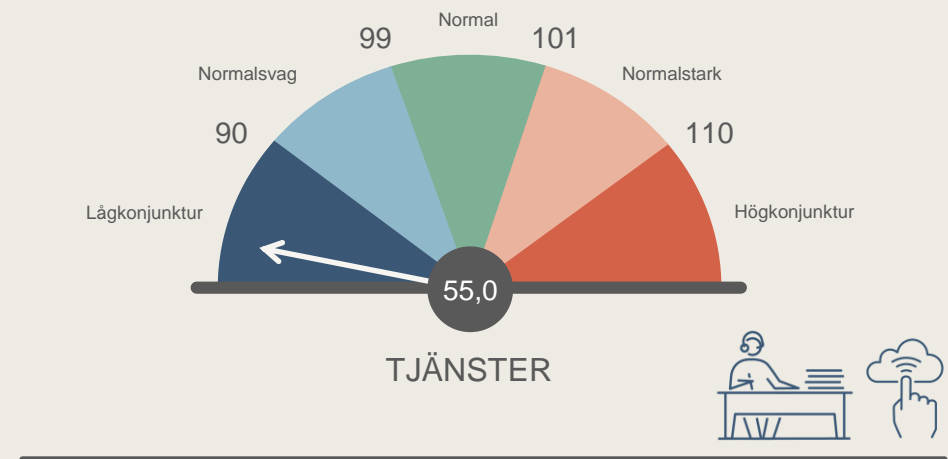 Normal
99
101
Normalsvag
Normalstark
90
110
Lågkonjunktur
Högkonjunktur
55,0
TJÄNSTER